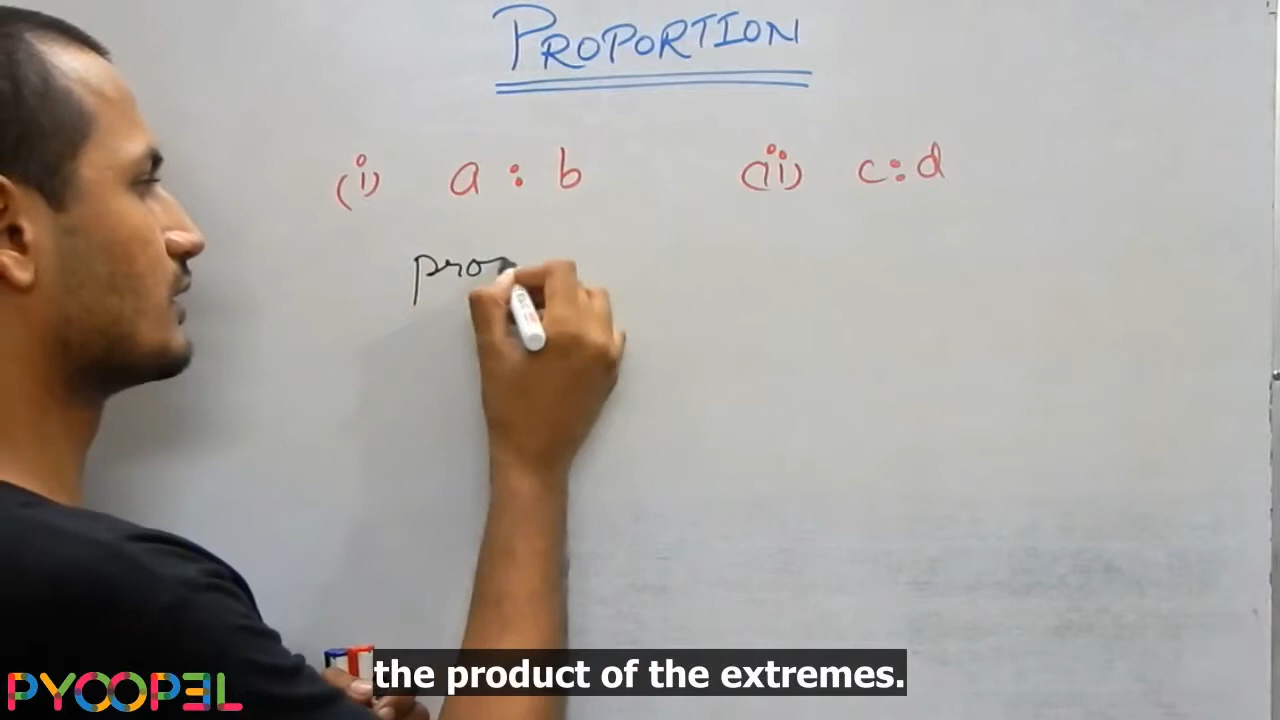 PROPORTION
(i) a : b (ii) c : d
pro
the product of the extremes.
PYOOPEL